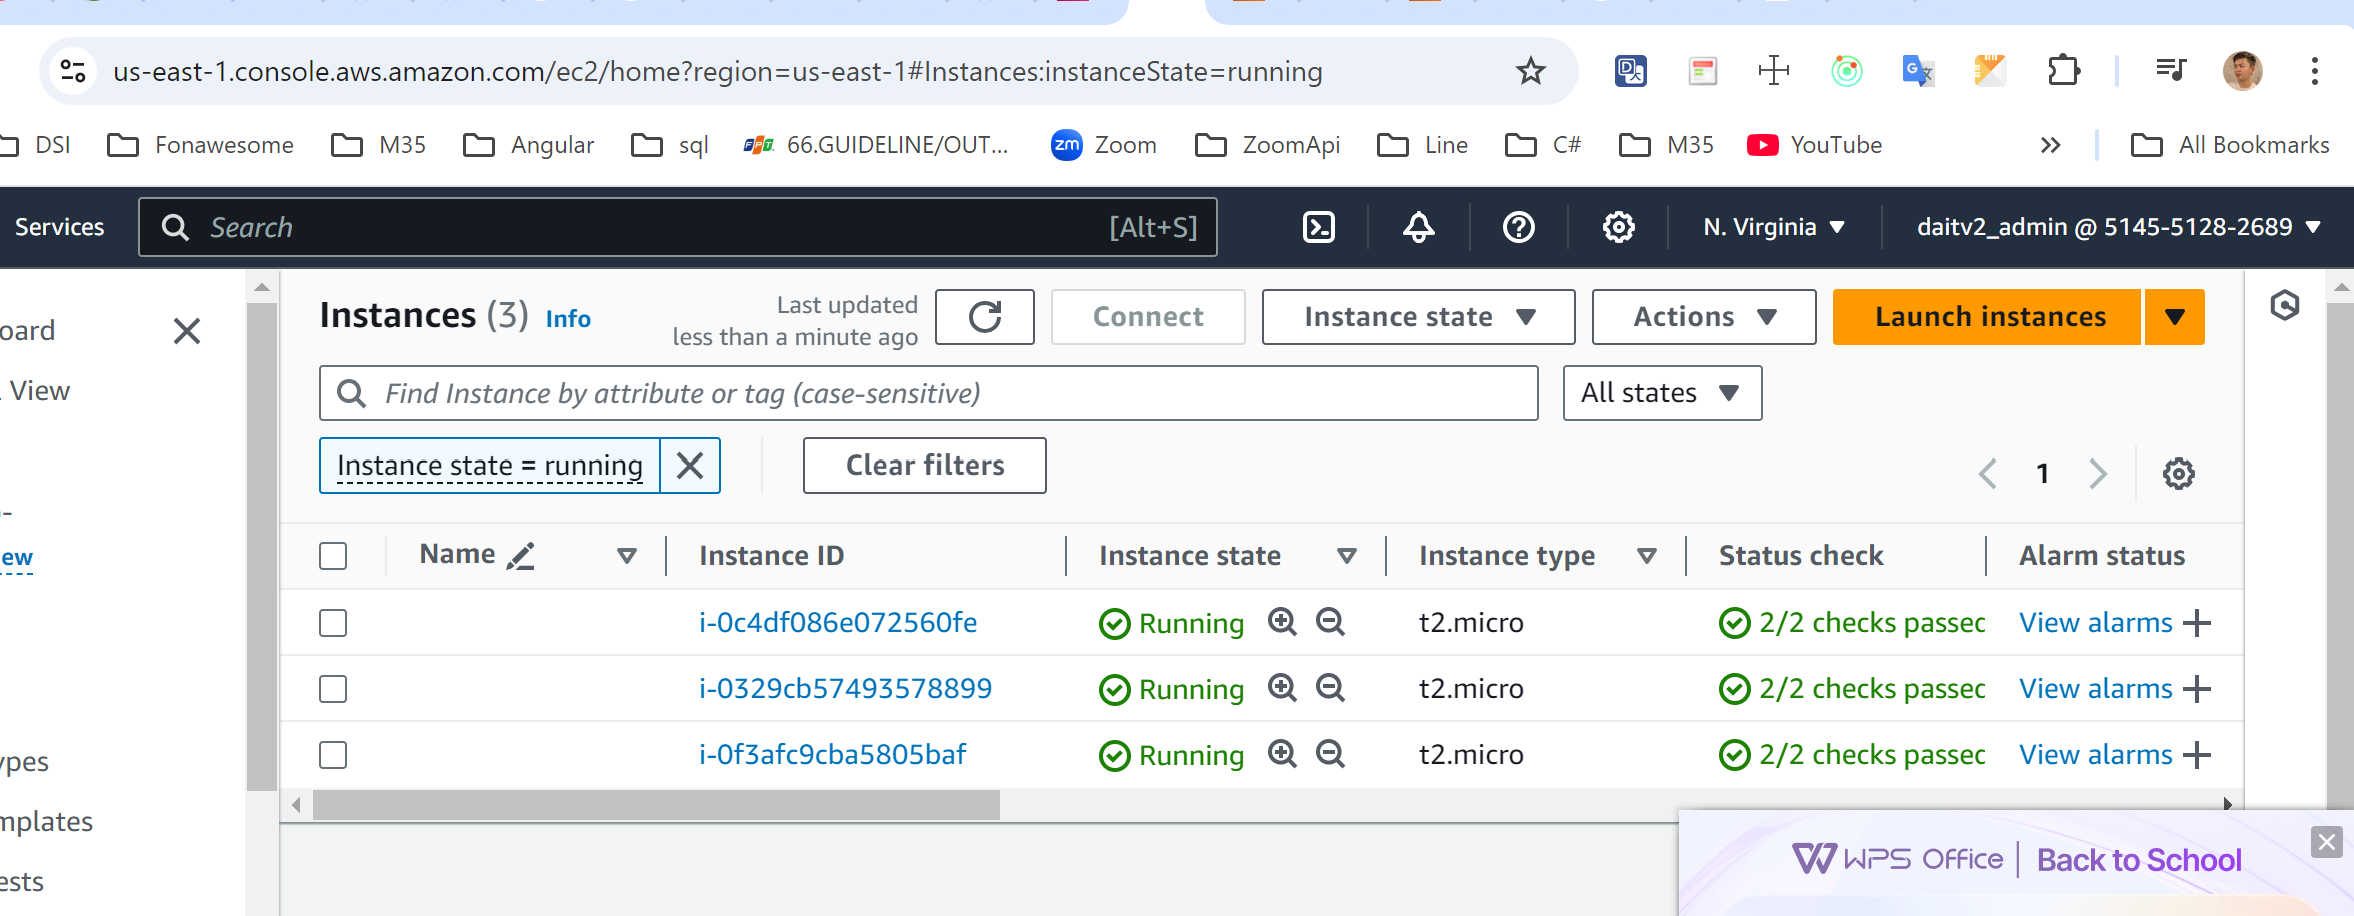 us-east-1.console.aws.amazon.com/ec2/home?region=us-east-1#Instances:instanceState=running
DSI Fonawesome M35 Angular sql FPT 66.GUIDELINE/OUT... zm Zoom ZoomApi Line C# M35 YouTube All Bookmarks
Services Search [Alt+S] N. Virginia daitv2_admin @ 5145-5128-2689
oard
View
ew
ypes
mplates
ests
Instances (3) Info
Last updated
less than a minute ago
Connect Instance state Actions Launch instances
Find Instance by attribute or tag (case-sensitive) All states
Instance state = running Clear filters 1
Name Instance ID Instance state Instance type Status check Alarm status
i-0c4df086e072560fe Running t2.micro 2/2 checks passed View alarms
i-0329cb57493578899 Running t2.micro 2/2 checks passed View alarms
i-0f3afc9cba5805baf Running t2.micro 2/2 checks passed View alarms
WPS Office | Back to School